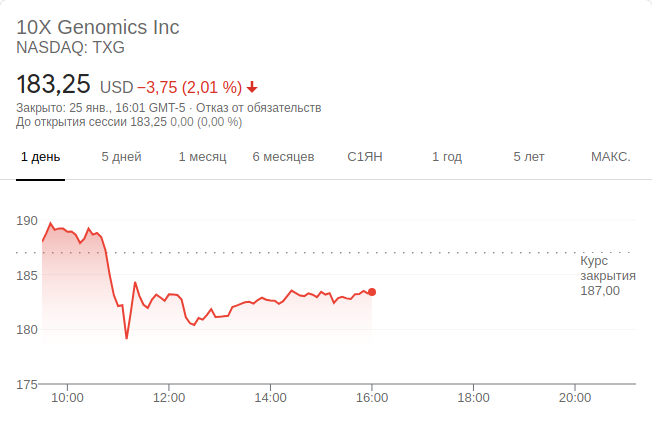 10X Genomics Inc
NASDAQ: TXG
183,25 USD −3,75 (2,01 %)
Закрыто: 25 янв., 16:01 GMT-5 · Отказ от обязательств
До открытия сессии 183,25 0,00 (0,00 %)
1 день 5 дней 1 месяц 6 месяцев С1ЯН 1 год 5 лет МАКС.
190
185
180
175
Курс
закрытия
187,00
10:00 12:00 14:00 16:00 18:00 20:00